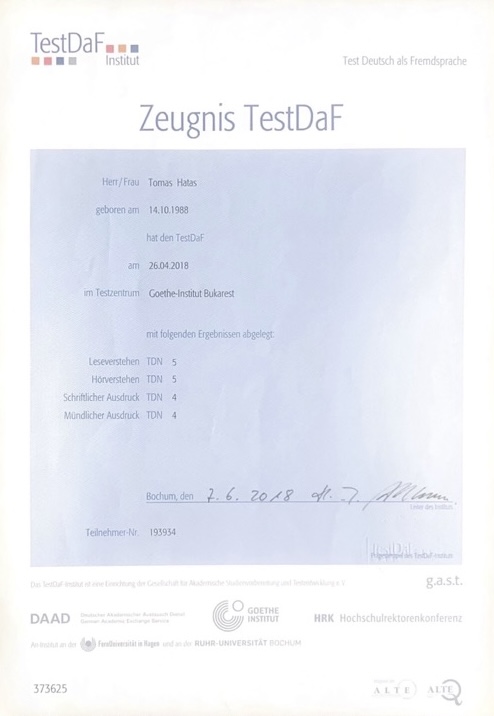 TestDaF
Institut
Test Deutsch als Fremdsprache
Zeugnis TestDaF
Herr/Frau Tomas Hatas
geboren am 14.10.1988
hat den TestDaF
am 26.04.2018
im Testzentrum Goethe-Institut Bukarest
mit folgenden Ergebnissen abgelegt:
Leseverstehen TDN 5
Hörverstehen TDN 5
Schriftlicher Ausdruck TDN 4
Mündlicher Ausdruck TDN 4
Bochum, den 7.6.2018
Leiter des Instituts
Teilnehmer-Nr. 193934
Prägesiegel des TestDaF-Instituts
Das TestDaF-Institut ist eine Einrichtung der Gesellschaft für Akademische Studienvorbereitung und Testentwicklung e.V.
g.a.s.t.
DAAD Deutscher Akademischer Austausch Dienst
German Academic Exchange Service
GOETHE
INSTITUT
HRK Hochschulrektorenkonferenz
An-Institut an der FernUniversität in Hagen und an der RUHR-UNIVERSITÄT BOCHUM
373625
ALTE
ALTE Q